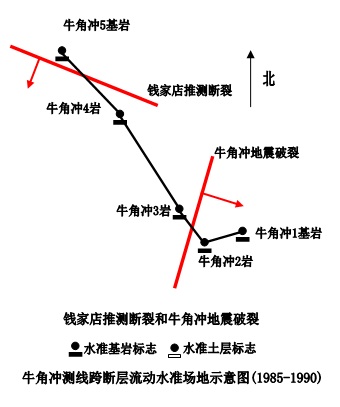 牛角冲5基岩
钱家店推测断裂
北
牛角冲4岩
牛角冲地震破裂
牛角冲3岩
牛角冲1基岩
牛角冲2岩
钱家店推测断裂和牛角冲地震破裂
水准基岩标志 水准土层标志
牛角冲测线跨断层流动水准场地示意图(1985-1990)